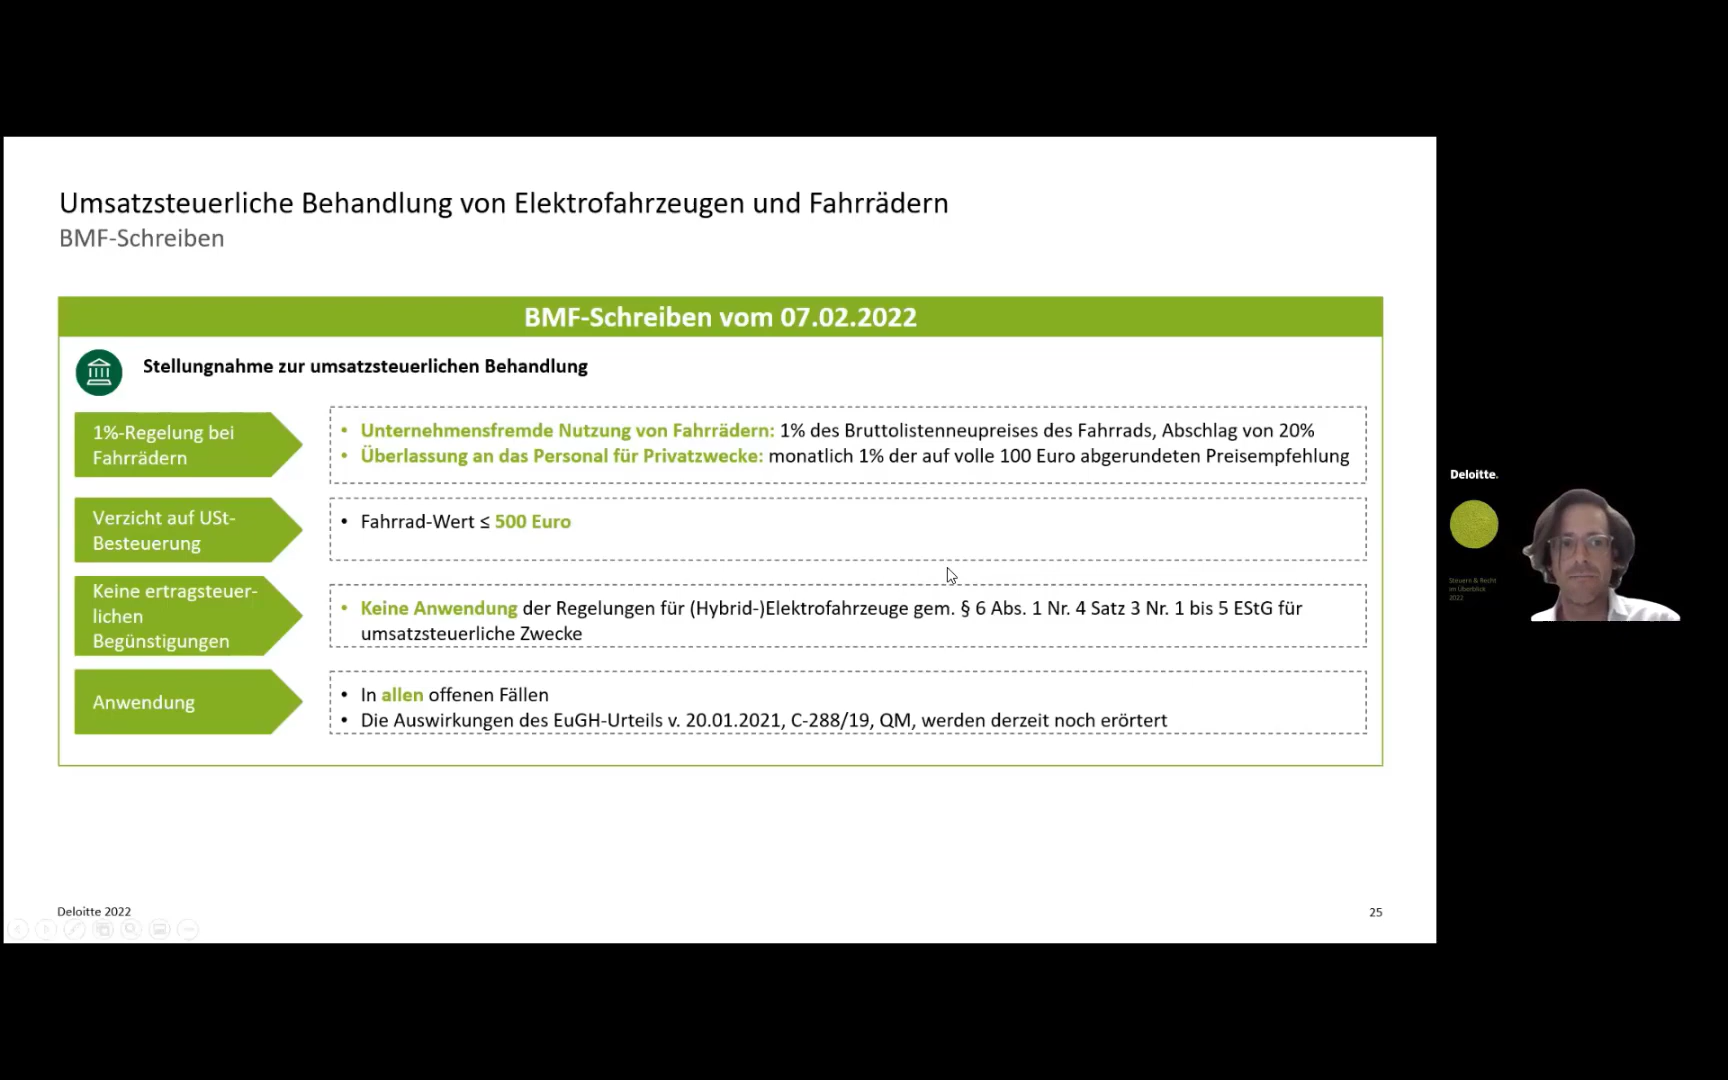 Umsatzsteuerliche Behandlung von Elektrofahrzeugen und Fahrrädern
BMF-Schreiben
BMF-Schreiben vom 07.02.2022
Stellungnahme zur umsatzsteuerlichen Behandlung
1%-Regelung bei
Fahrrädern
• Unternehmensfremde Nutzung von Fahrrädern: 1% des Bruttolistenneupreises des Fahrrads, Abschlag von 20%
• Überlassung an das Personal für Privatzwecke: monatlich 1% der auf volle 100 Euro abgerundeten Preisempfehlung
Verzicht auf USt-
Besteuerung
• Fahrrad-Wert ≤ 500 Euro
Keine ertragsteuer-
lichen
Begünstigungen
• Keine Anwendung der Regelungen für (Hybrid-)Elektrofahrzeuge gem. § 6 Abs. 1 Nr. 4 Satz 3 Nr. 1 bis 5 EStG für
umsatzsteuerliche Zwecke
Anwendung
• In allen offenen Fällen
• Die Auswirkungen des EuGH-Urteils v. 20.01.2021, C-288/19, QM, werden derzeit noch erörtert
Deloitte 2022
25
Deloitte.
Steuern & Recht
im Überblick
2022